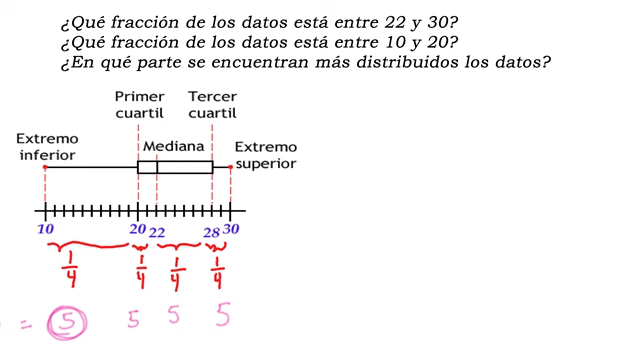 ¿Qué fracción de los datos está entre 22 y 30?
¿Qué fracción de los datos está entre 10 y 20?
¿En qué parte se encuentran más distribuidos los datos?
Primer cuartil
Tercer cuartil
Extremo inferior
Mediana
Extremo superior
10 20 22 28 30
1/4 1/4 1/4 1/4
= 5 5 5 5